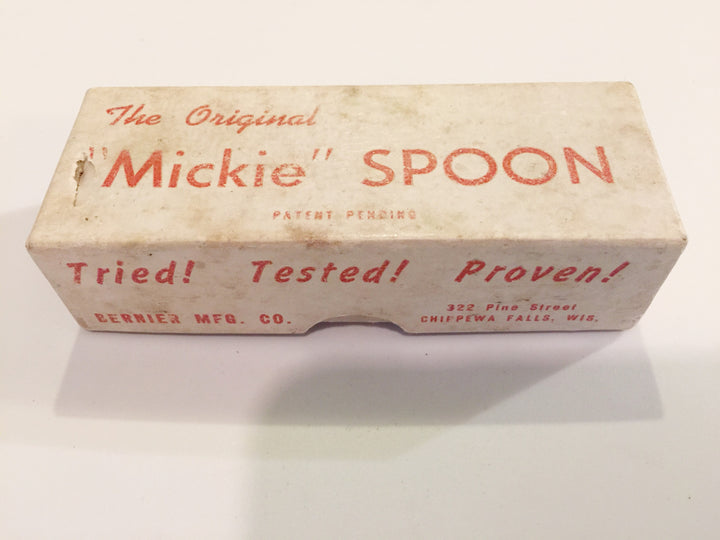 The Original
"Mickie" SPOON
PATENT PENDING
Tried! Tested! Proven!
BERNIER MFG. CO.
322 Pine Street
CHIPPEWA FALLS, WIS.